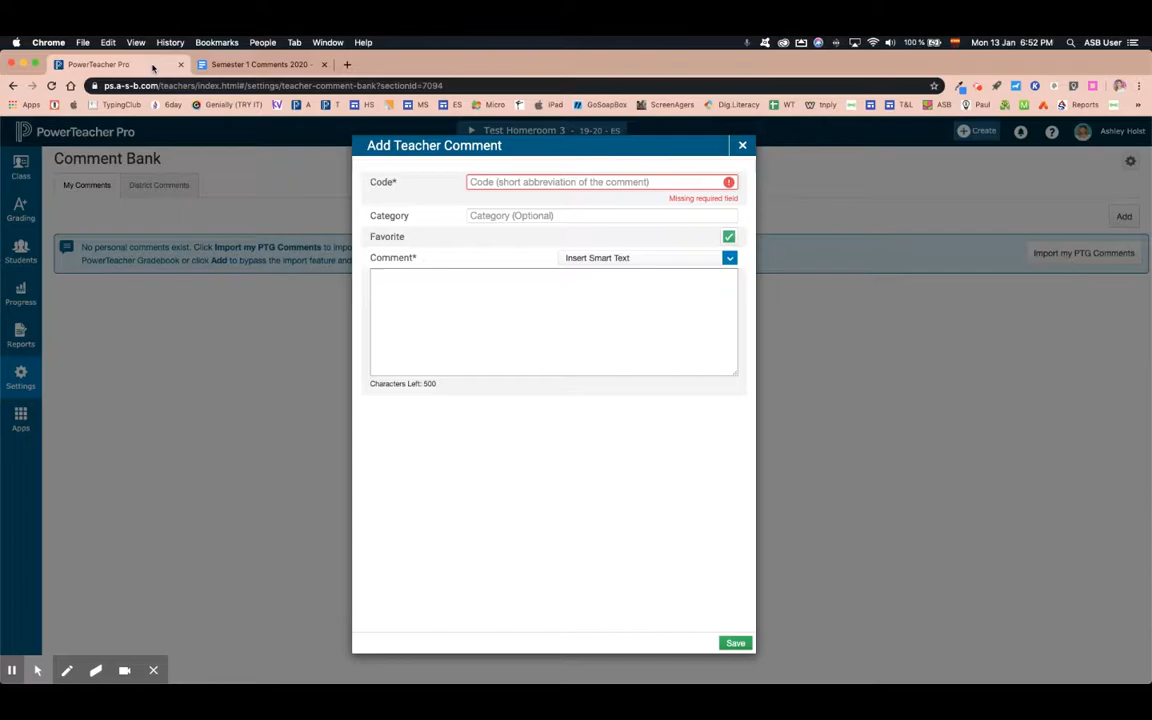 Chrome File Edit View History Bookmarks People Tab Window Help 100 % Mon 13 Jan 6:52 PM ASB User
PowerTeacher Pro × Semester 1 Comments 2020 - × +
ps.a-s-b.com/teachers/index.html#/settings/teacher-comment-bank?sectionId=7094
Apps TypingClub 6day Genially (TRY IT) A T HS MS ES Micro iPad GoSoapBox ScreenAgers Dig.Literacy WT tnply T&L ASB Paul Reports
PowerTeacher Pro Test Homeroom 3 - 19-20 - ES Create Ashley Holst
Comment Bank
My Comments District Comments
Class
Grading
Students
Progress
Reports
Settings
Apps
Add
No personal comments exist. Click Import my PTG Comments to impo
PowerTeacher Gradebook or click Add to bypass the import feature and
Import my PTG Comments
Add Teacher Comment ×
Code* Code (short abbreviation of the comment)
Missing required field
Category Category (Optional)
Favorite
Comment* Insert Smart Text
Characters Left: 500
Save